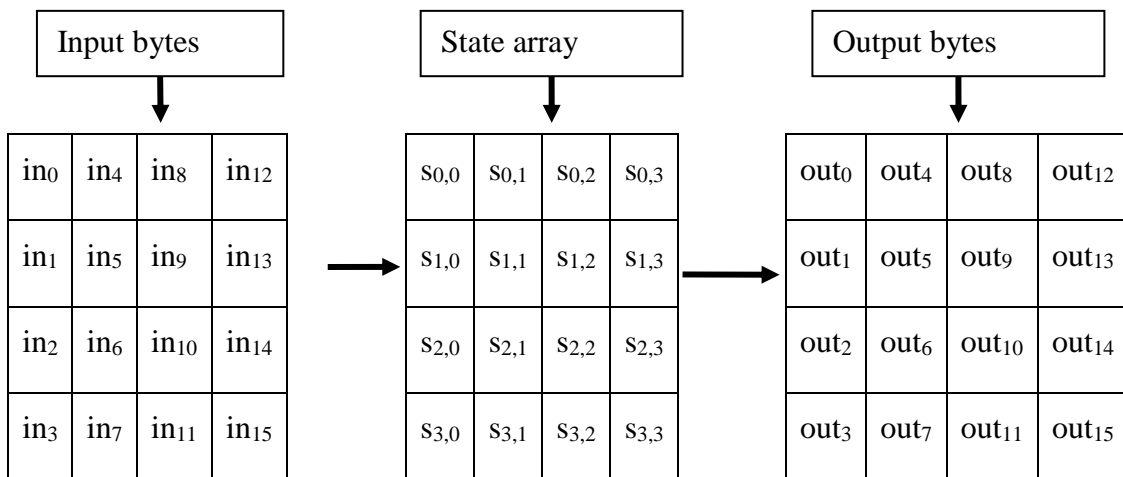 Input bytes State array Output bytes
in₀ in₄ in₈ in₁₂ s₀,₀ s₀,₁ s₀,₂ s₀,₃ out₀ out₄ out₈ out₁₂
in₁ in₅ in₉ in₁₃ s₁,₀ s₁,₁ s₁,₂ s₁,₃ out₁ out₅ out₉ out₁₃
in₂ in₆ in₁₀ in₁₄ s₂,₀ s₂,₁ s₂,₂ s₂,₃ out₂ out₆ out₁₀ out₁₄
in₃ in₇ in₁₁ in₁₅ s₃,₀ s₃,₁ s₃,₂ s₃,₃ out₃ out₇ out₁₁ out₁₅